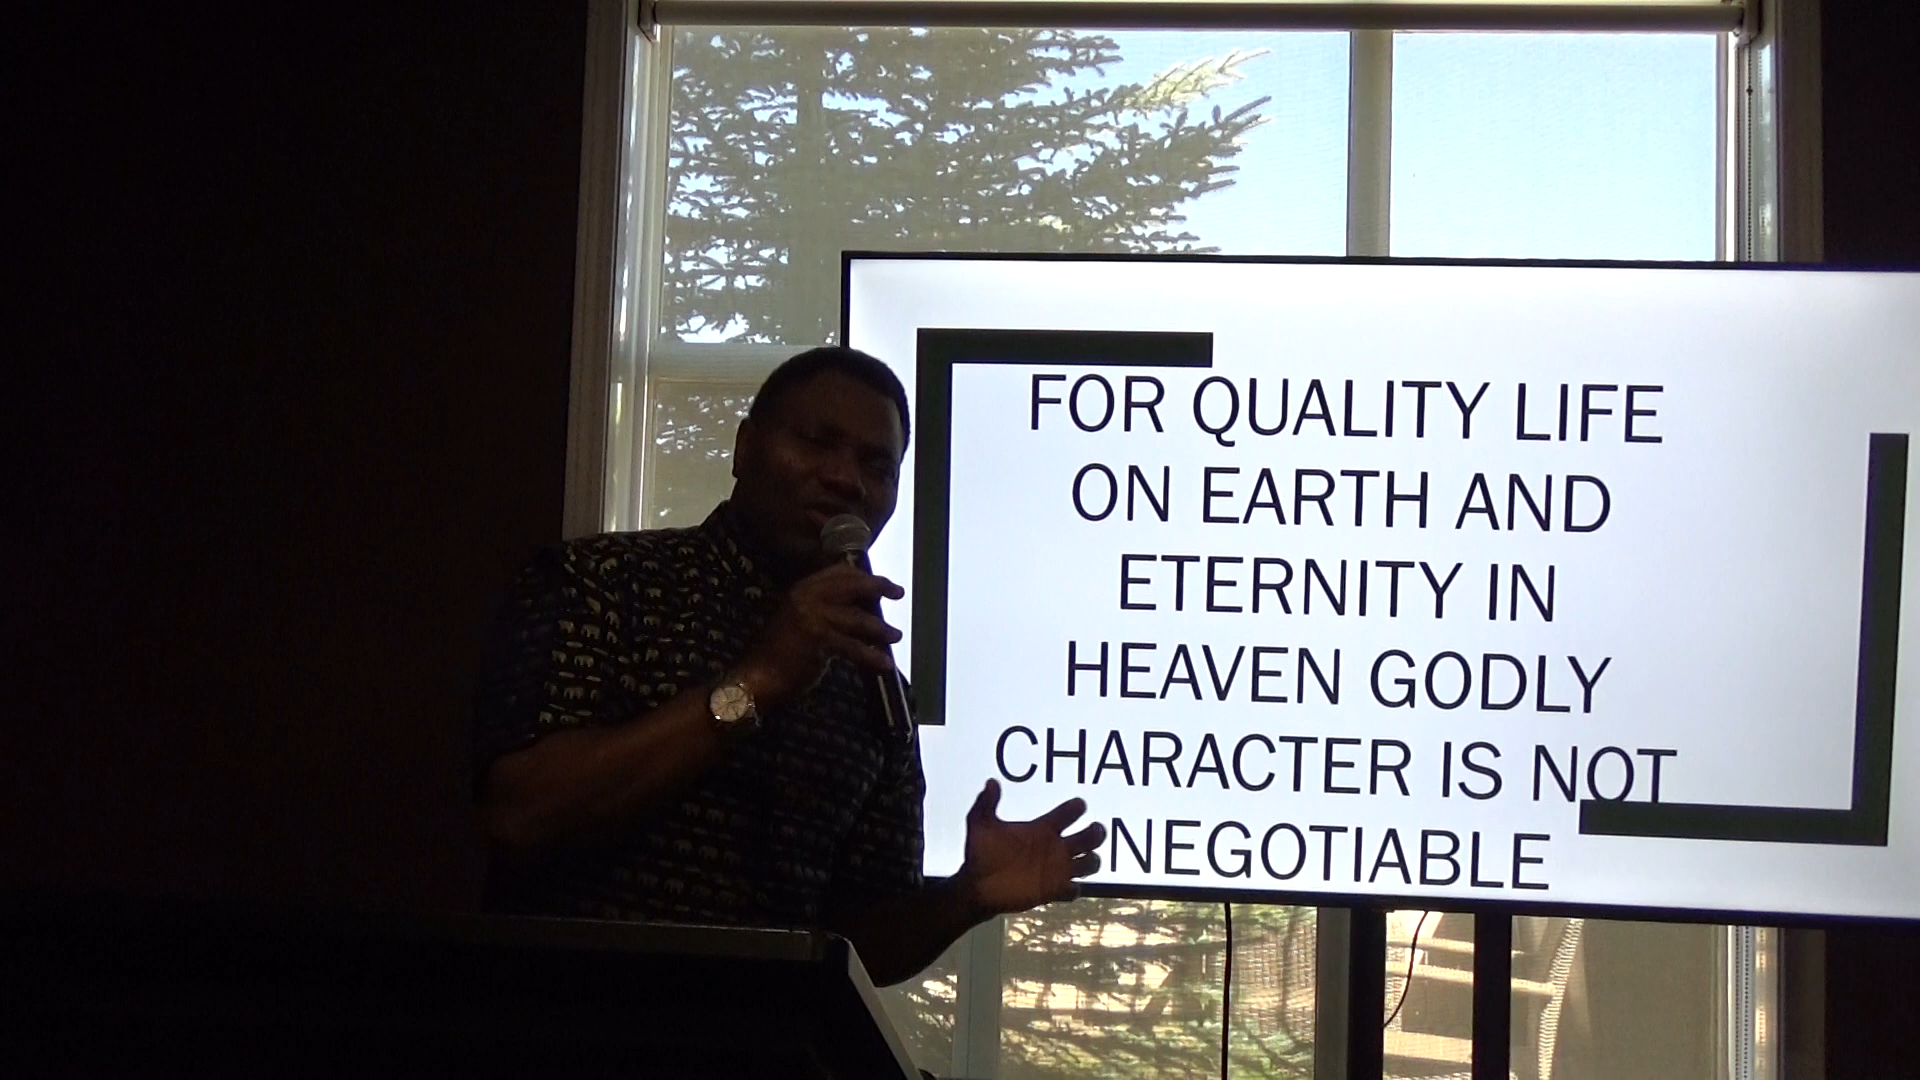 FOR QUALITY LIFE
ON EARTH AND
ETERNITY IN
HEAVEN GODLY
CHARACTER IS NOT
NEGOTIABLE